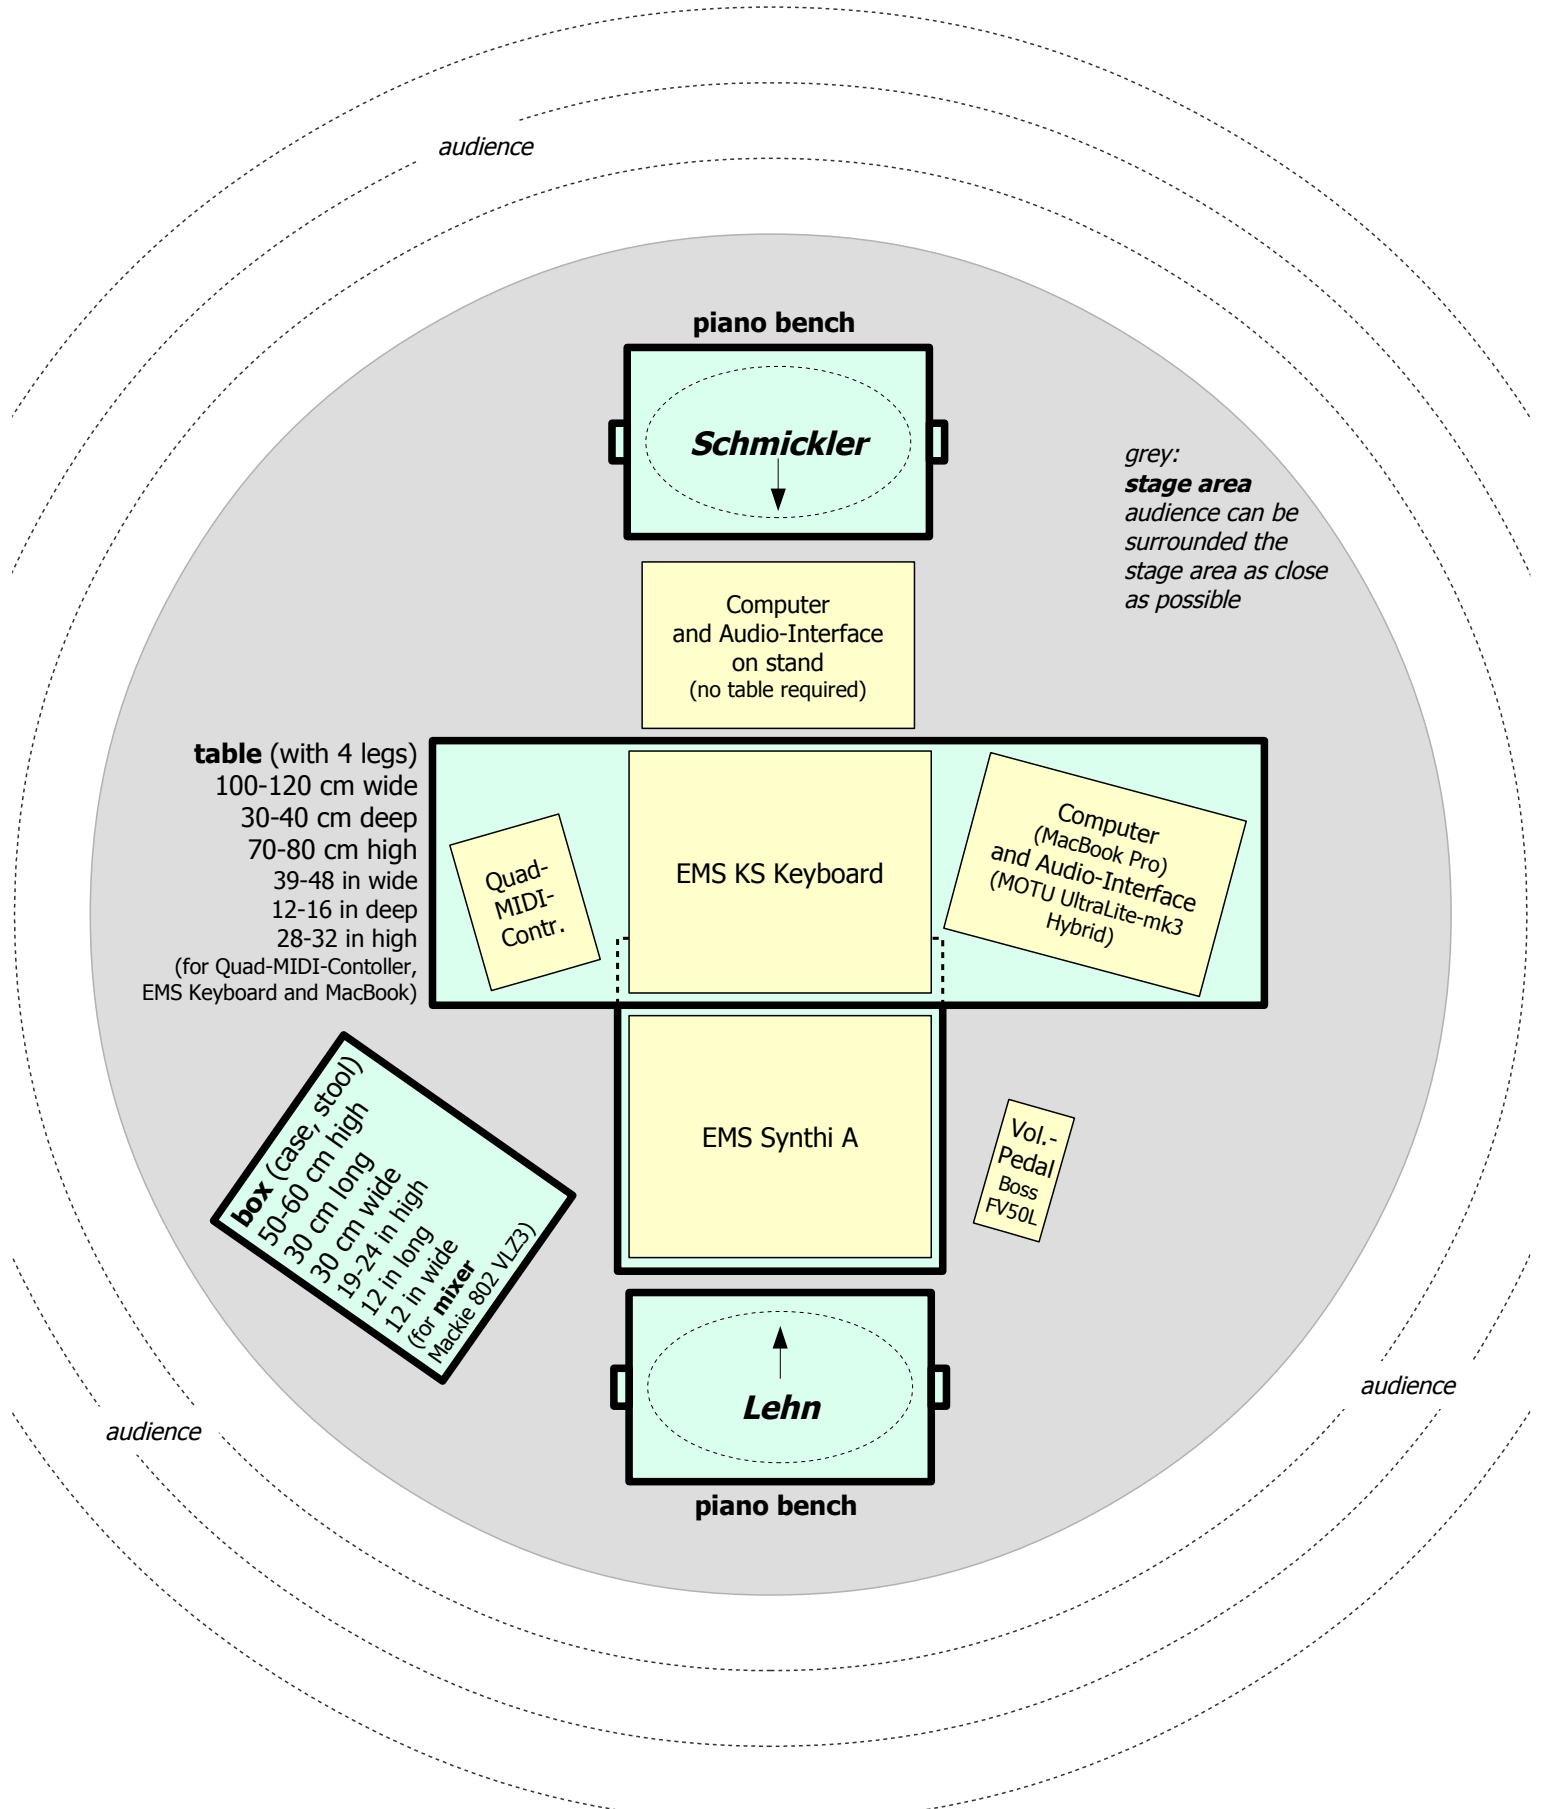 audience
piano bench
Schmickler
grey:
stage area
audience can be
surrounded the
stage area as close
as possible
Computer
and Audio-Interface
on stand
(no table required)
table (with 4 legs)
100-120 cm wide
30-40 cm deep
70-80 cm high
39-48 in wide
12-16 in deep
28-32 in high
(for Quad-MIDI-Contoller,
EMS Keyboard and MacBook)
Quad-
MIDI-
Contr.
EMS KS Keyboard
Computer
(MacBook Pro)
and Audio-Interface
(MOTU UltraLite-mk3
Hybrid)
box (case, stool)
50-60 cm high
30 cm long
30 cm wide
19-24 in high
12 in long
12 in wide
(for mixer
Mackie 802 VLZ3)
EMS Synthi A
Vol.-
Pedal
Boss
FV50L
Lehn
piano bench
audience
audience